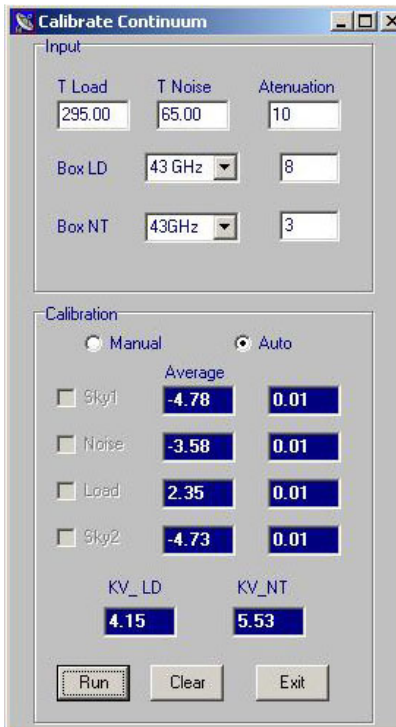 Calibrate Continuum
Input
T Load T Noise Atenuation
295.00 65.00 10
Box LD 43 GHz 8
Box NT 43GHz 3
Calibration
Manual Auto
Average
Sky1 -4.78 0.01
Noise -3.58 0.01
Load 2.35 0.01
Sky2 -4.73 0.01
KV_LD KV_NT
4.15 5.53
Run Clear Exit